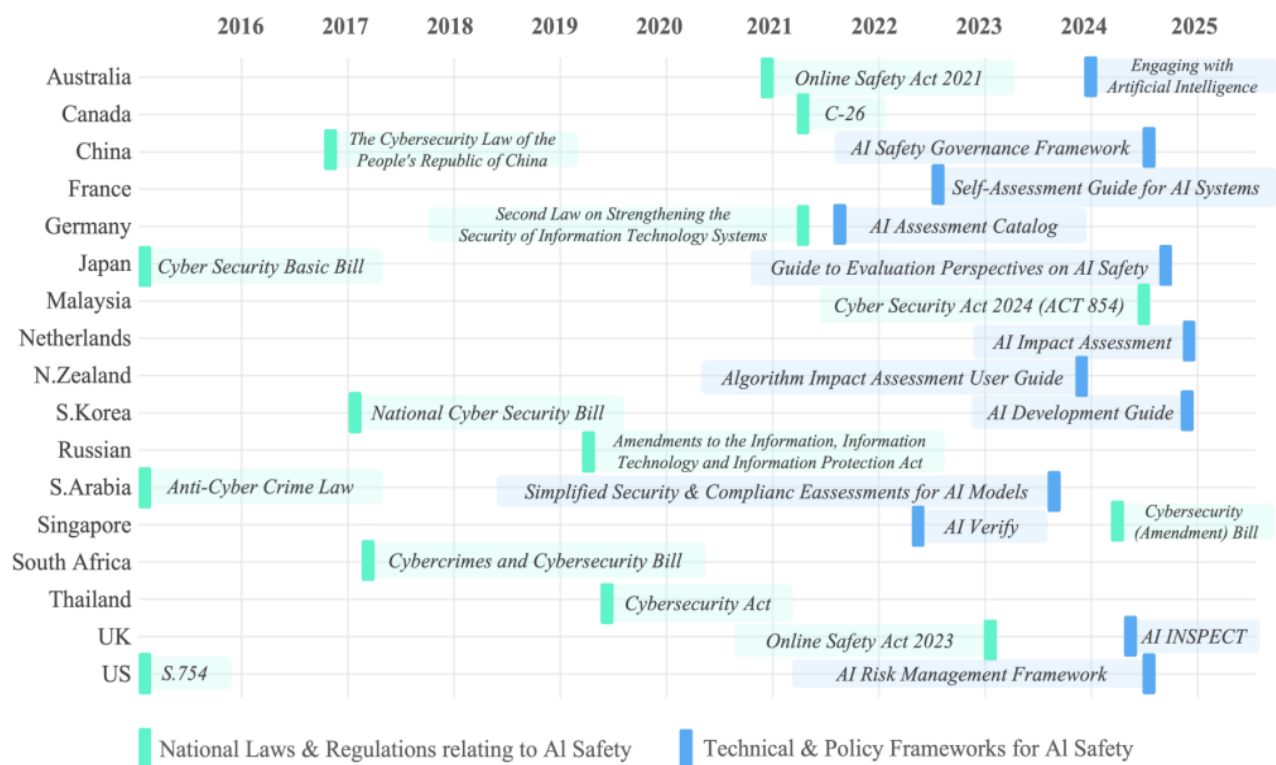 2016 2017 2018 2019 2020 2021 2022 2023 2024 2025
Australia
Online Safety Act 2021
Engaging with
Artificial Intelligence
Canada
C-26
China
The Cybersecurity Law of the
People's Republic of China
AI Safety Governance Framework
France
Self-Assessment Guide for AI Systems
Germany
Second Law on Strengthening the
Security of Information Technology Systems
AI Assessment Catalog
Japan
Cyber Security Basic Bill
Guide to Evaluation Perspectives on AI Safety
Malaysia
Cyber Security Act 2024 (ACT 854)
Netherlands
AI Impact Assessment
N.Zealand
Algorithm Impact Assessment User Guide
S.Korea
National Cyber Security Bill
AI Development Guide
Russian
Amendments to the Information, Information
Technology and Information Protection Act
S.Arabia
Anti-Cyber Crime Law
Simplified Security & Complianc Eassessments for AI Models
Singapore
AI Verify
Cybersecurity
(Amendment) Bill
South Africa
Cybercrimes and Cybersecurity Bill
Thailand
Cybersecurity Act
UK
Online Safety Act 2023
AI INSPECT
US
S.754
AI Risk Management Framework
National Laws & Regulations relating to Al Safety
Technical & Policy Frameworks for Al Safety